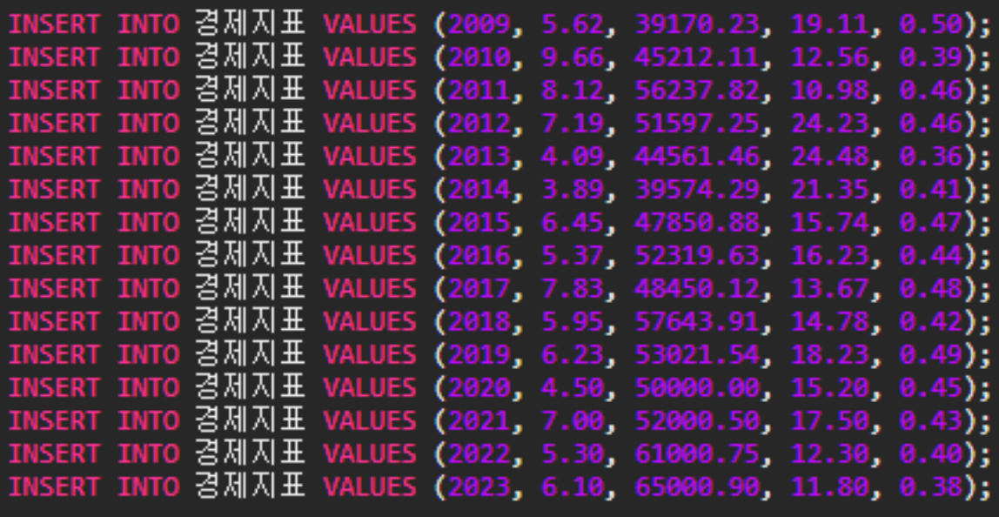 INSERT INTO 경제지표 VALUES (2009, 5.62, 39170.23, 19.11, 0.50);
INSERT INTO 경제지표 VALUES (2010, 9.66, 45212.11, 12.56, 0.39);
INSERT INTO 경제지표 VALUES (2011, 8.12, 56237.82, 10.98, 0.46);
INSERT INTO 경제지표 VALUES (2012, 7.19, 51597.25, 24.23, 0.46);
INSERT INTO 경제지표 VALUES (2013, 4.09, 44561.46, 24.48, 0.36);
INSERT INTO 경제지표 VALUES (2014, 3.89, 39574.29, 21.35, 0.41);
INSERT INTO 경제지표 VALUES (2015, 6.45, 47850.88, 15.74, 0.47);
INSERT INTO 경제지표 VALUES (2016, 5.37, 52319.63, 16.23, 0.44);
INSERT INTO 경제지표 VALUES (2017, 7.83, 48450.12, 13.67, 0.48);
INSERT INTO 경제지표 VALUES (2018, 5.95, 57643.91, 14.78, 0.42);
INSERT INTO 경제지표 VALUES (2019, 6.23, 53021.54, 18.23, 0.49);
INSERT INTO 경제지표 VALUES (2020, 4.50, 50000.00, 15.20, 0.45);
INSERT INTO 경제지표 VALUES (2021, 7.00, 52000.50, 17.50, 0.43);
INSERT INTO 경제지표 VALUES (2022, 5.30, 61000.75, 12.30, 0.40);
INSERT INTO 경제지표 VALUES (2023, 6.10, 65000.90, 11.80, 0.38);